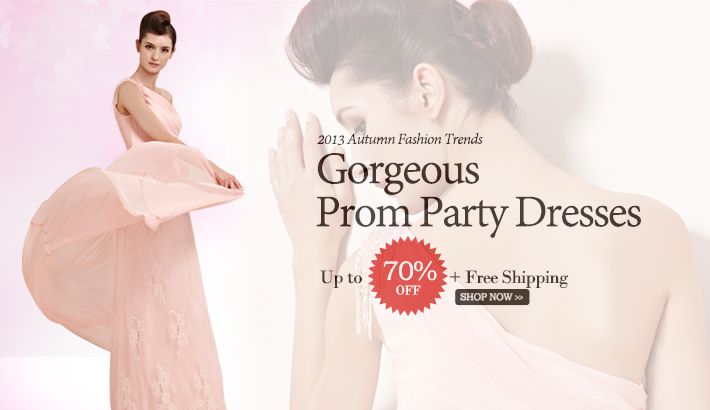 2013 Autumn Fashion Trends
Gorgeous
Prom Party Dresses
Up to 70% OFF + Free Shipping
SHOP NOW >>